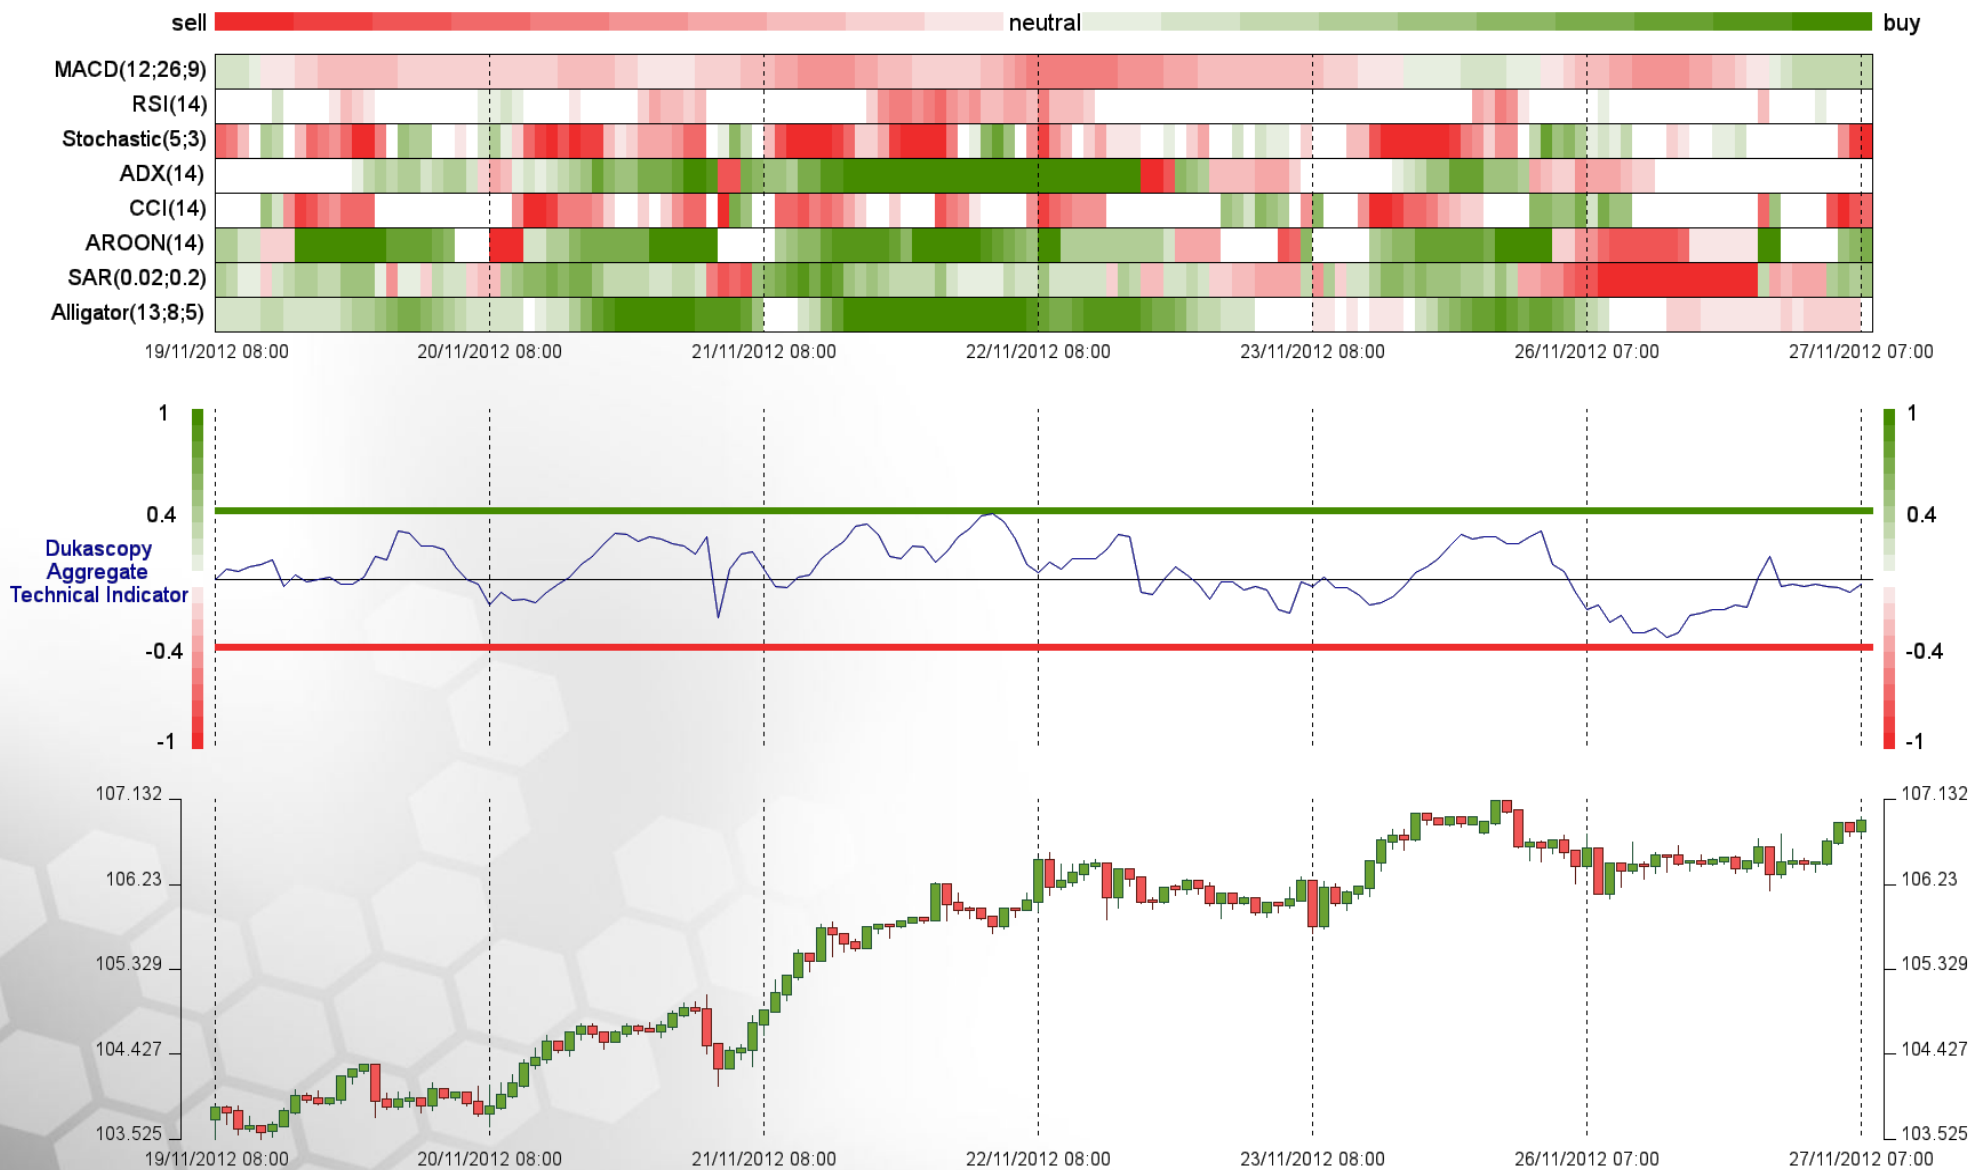 sell neutral buy
MACD(12;26;9)
RSI(14)
Stochastic(5;3)
ADX(14)
CCI(14)
AROON(14)
SAR(0.02;0.2)
Alligator(13;8;5)
19/11/2012 08:00 20/11/2012 08:00 21/11/2012 08:00 22/11/2012 08:00 23/11/2012 08:00 26/11/2012 07:00 27/11/2012 07:00
1 1
0.4 0.4
Dukascopy
Aggregate
Technical Indicator
-0.4 -0.4
-1 -1
107.132 107.132
106.23 106.23
105.329 105.329
104.427 104.427
103.525 103.525
19/11/2012 08:00 20/11/2012 08:00 21/11/2012 08:00 22/11/2012 08:00 23/11/2012 08:00 26/11/2012 07:00 27/11/2012 07:00